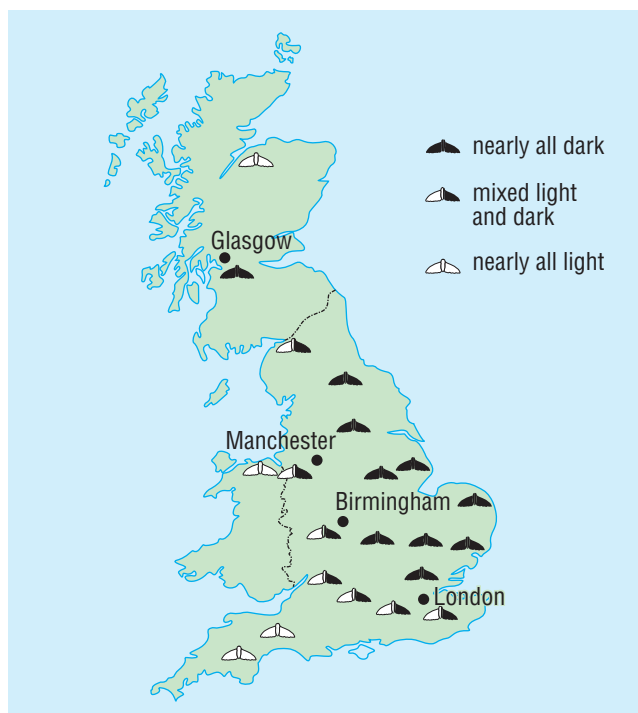 nearly all dark
mixed light
and dark
Glasgow
nearly all light
Manchester
Birmingham
London